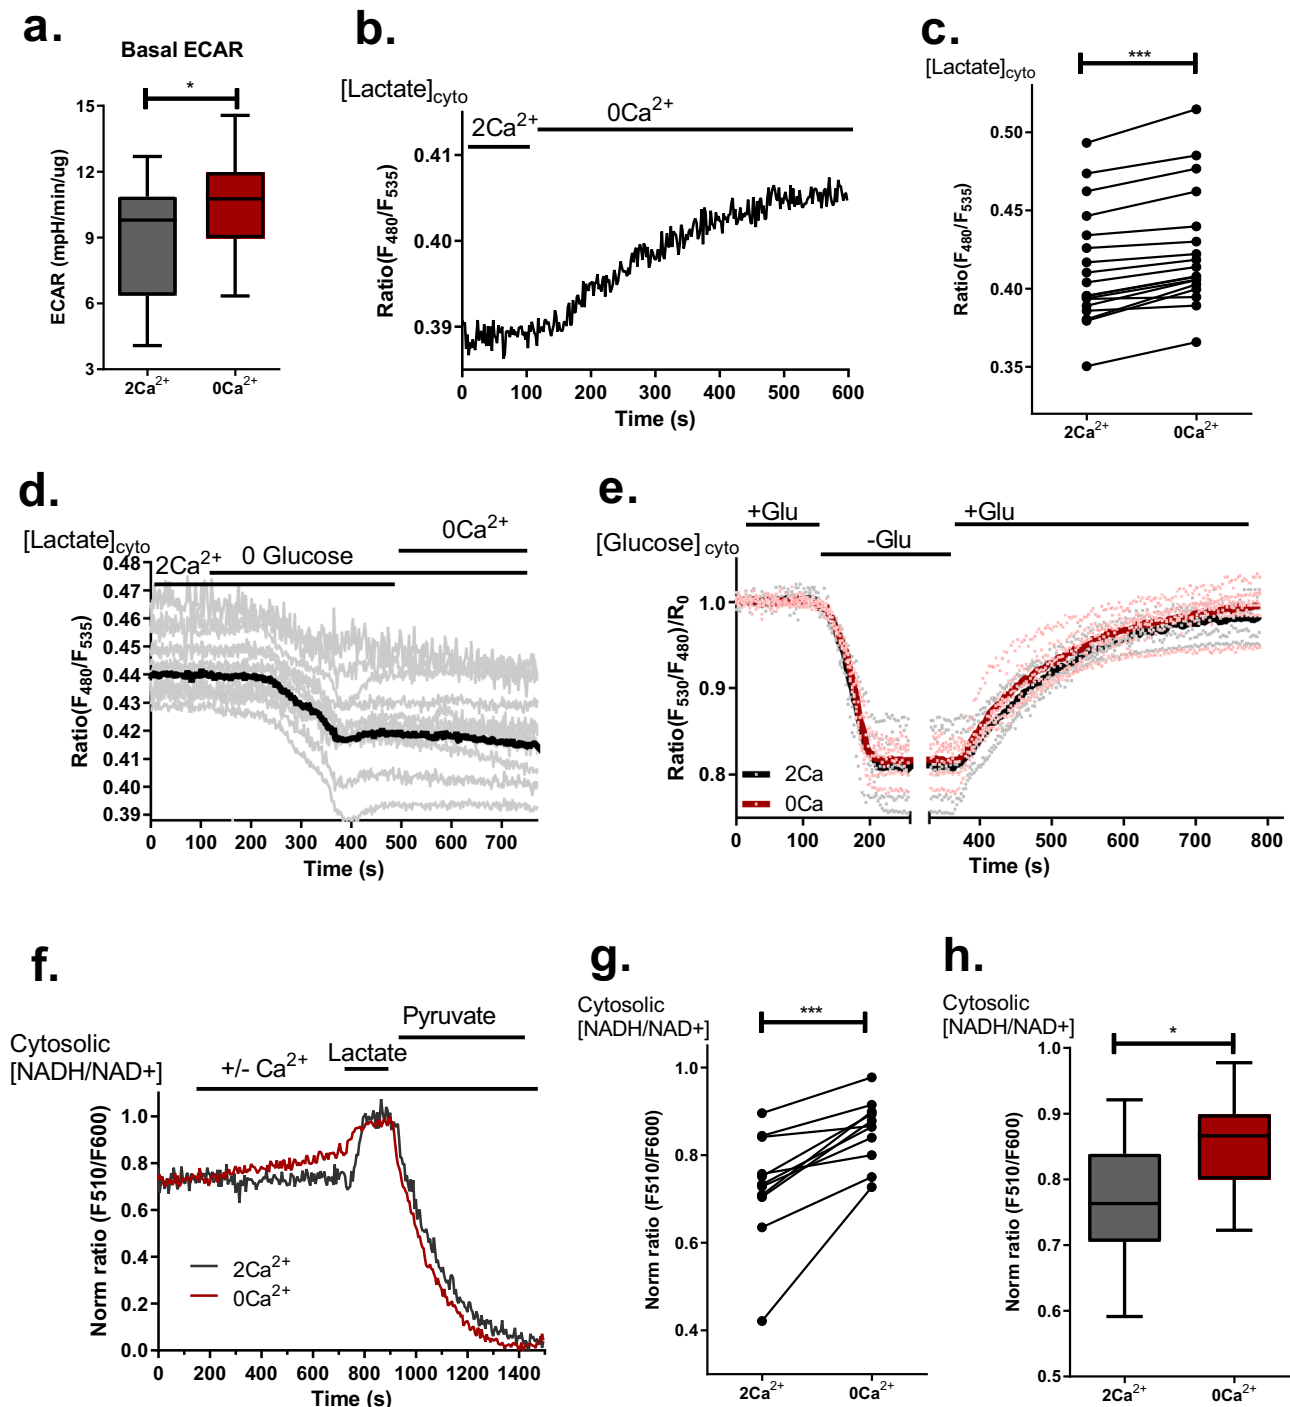 a.
Basal ECAR
*
ECAR (mpH/min/ug)
15
12
9
6
3
2Ca²⁺
0Ca²⁺
b.
[Lactate]cyto
2Ca²⁺
0Ca²⁺
Ratio(F480/F535)
0.41
0.40
0.39
0
100
200
300
400
500
600
Time (s)
c.
[Lactate]cyto
***
Ratio(F480/F535)
0.50
0.45
0.40
0.35
2Ca²⁺
0Ca²⁺
d.
[Lactate]cyto
0Ca²⁺
2Ca²⁺
0 Glucose
Ratio(F480/F535)
0.48
0.47
0.46
0.45
0.44
0.43
0.42
0.41
0.40
0.39
0
100
200
300
400
500
600
700
Time (s)
e.
[Glucose] cyto
+Glu
-Glu
+Glu
Ratio(F530/F480)/R0
1.0
0.9
0.8
2Ca
0Ca
0
100
200
400
500
600
700
800
Time (s)
f.
Cytosolic
[NADH/NAD+]
+/- Ca²⁺
Lactate
Pyruvate
Norm ratio (F510/F600)
1.0
0.8
0.6
0.4
0.2
0.0
2Ca²⁺
0Ca²⁺
0
200
400
600
800
1000
1200
1400
Time (s)
g.
Cytosolic
[NADH/NAD+]
***
Norm ratio (F510/F600)
1.0
0.8
0.6
0.4
2Ca²⁺
0Ca²⁺
h.
Cytosolic
[NADH/NAD+]
*
Norm ratio (F510/F600)
1.0
0.9
0.8
0.7
0.6
0.5
2Ca²⁺
0Ca²⁺